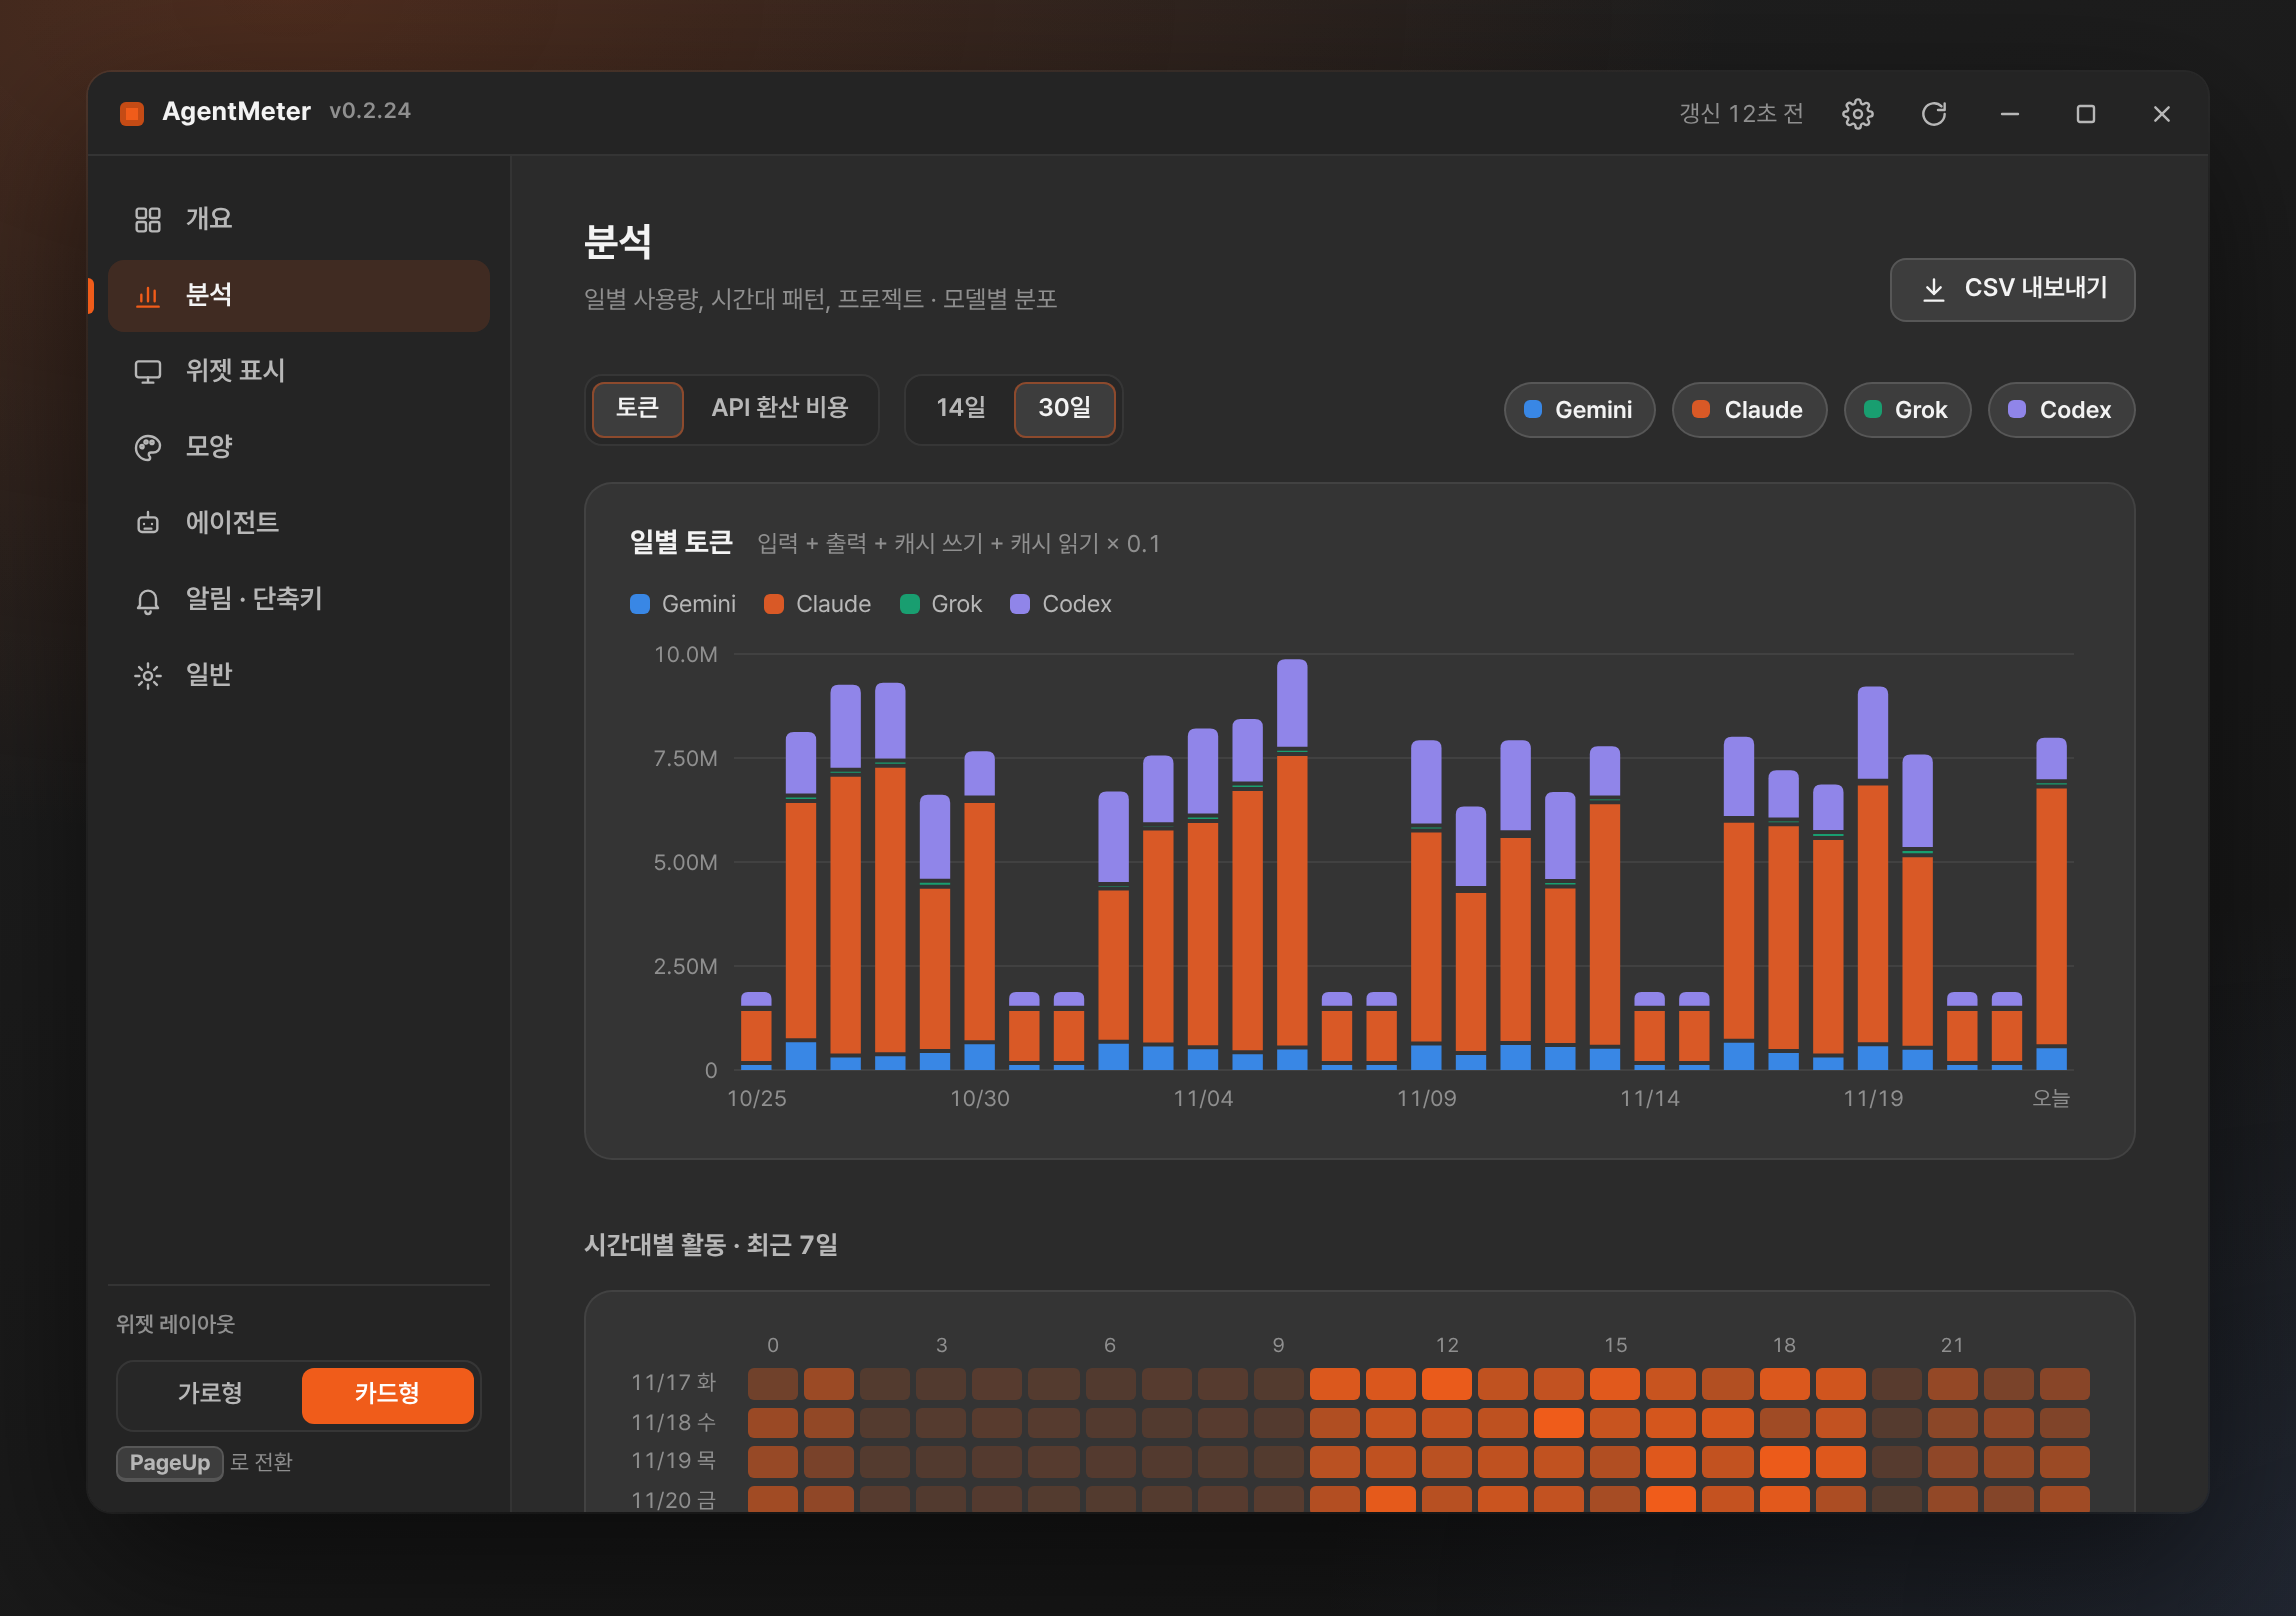 AgentMeter v0.2.24
갱신 12초 전
개요
분석
위젯 표시
모양
에이전트
알림 · 단축키
일반
위젯 레이아웃
가로형 카드형
PageUp 로 전환
분석
일별 사용량, 시간대 패턴, 프로젝트 · 모델별 분포
CSV 내보내기
토큰 API 환산 비용 14일 30일
Gemini Claude Grok Codex
일별 토큰 입력 + 출력 + 캐시 쓰기 + 캐시 읽기 × 0.1
Gemini Claude Grok Codex
10.0M
7.50M
5.00M
2.50M
0
10/25 10/30 11/04 11/09 11/14 11/19 오늘
시간대별 활동 · 최근 7일
0 3 6 9 12 15 18 21
11/17 화
11/18 수
11/19 목
11/20 금